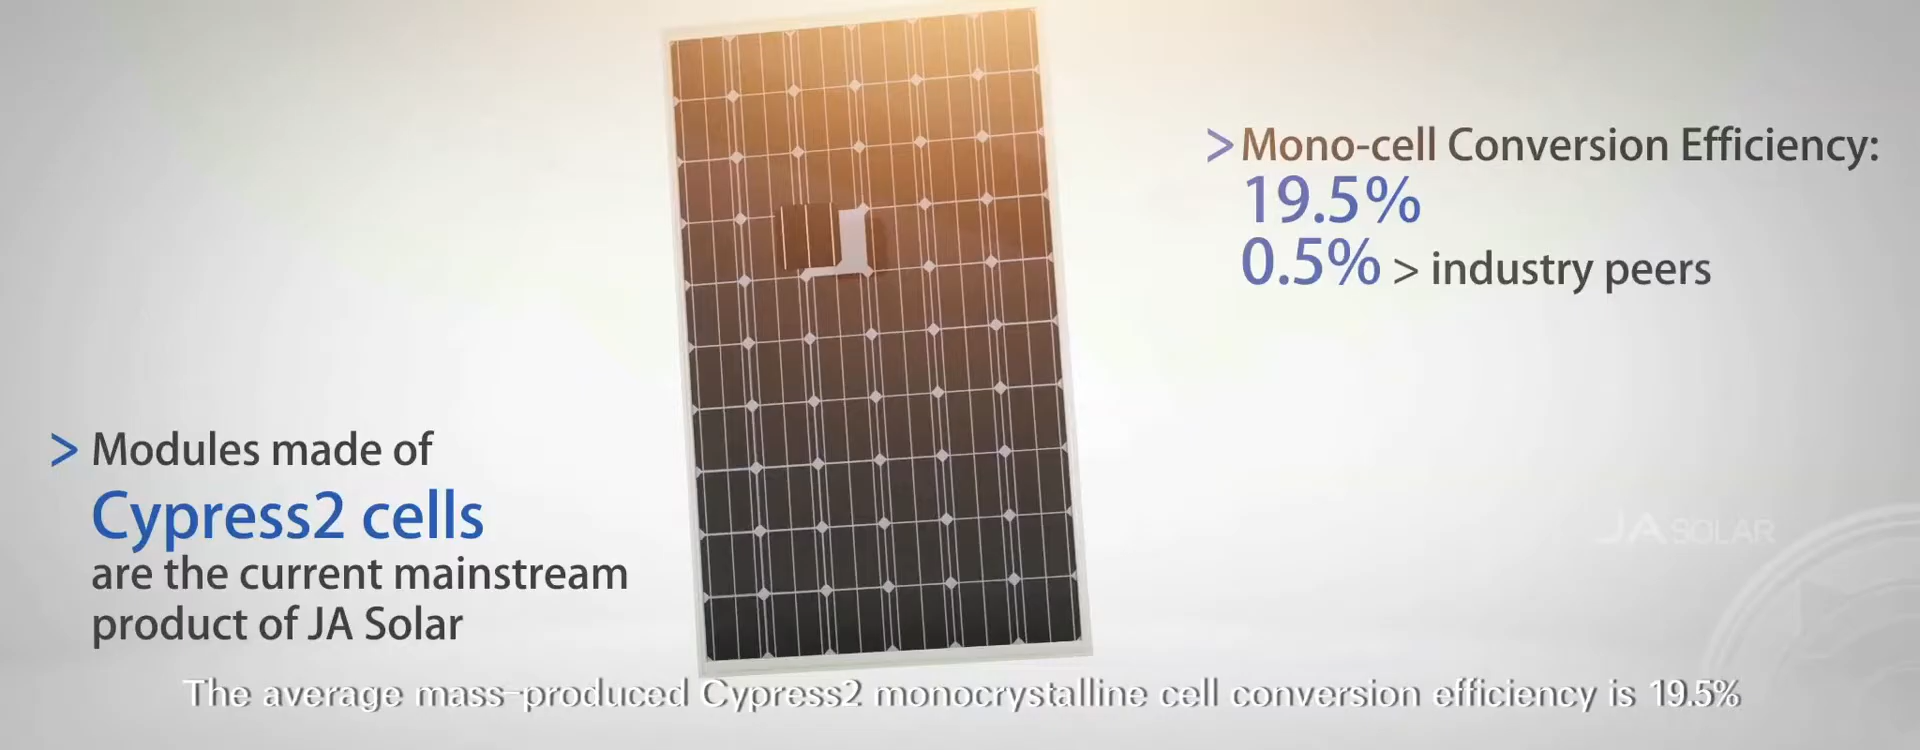 > Mono-cell Conversion Efficiency:
19.5%
0.5% > industry peers
> Modules made of
Cypress2 cells
are the current mainstream
product of JA Solar
JA SOLAR
The average mass-produced Cypress2 monocrystalline cell conversion efficiency is 19.5%